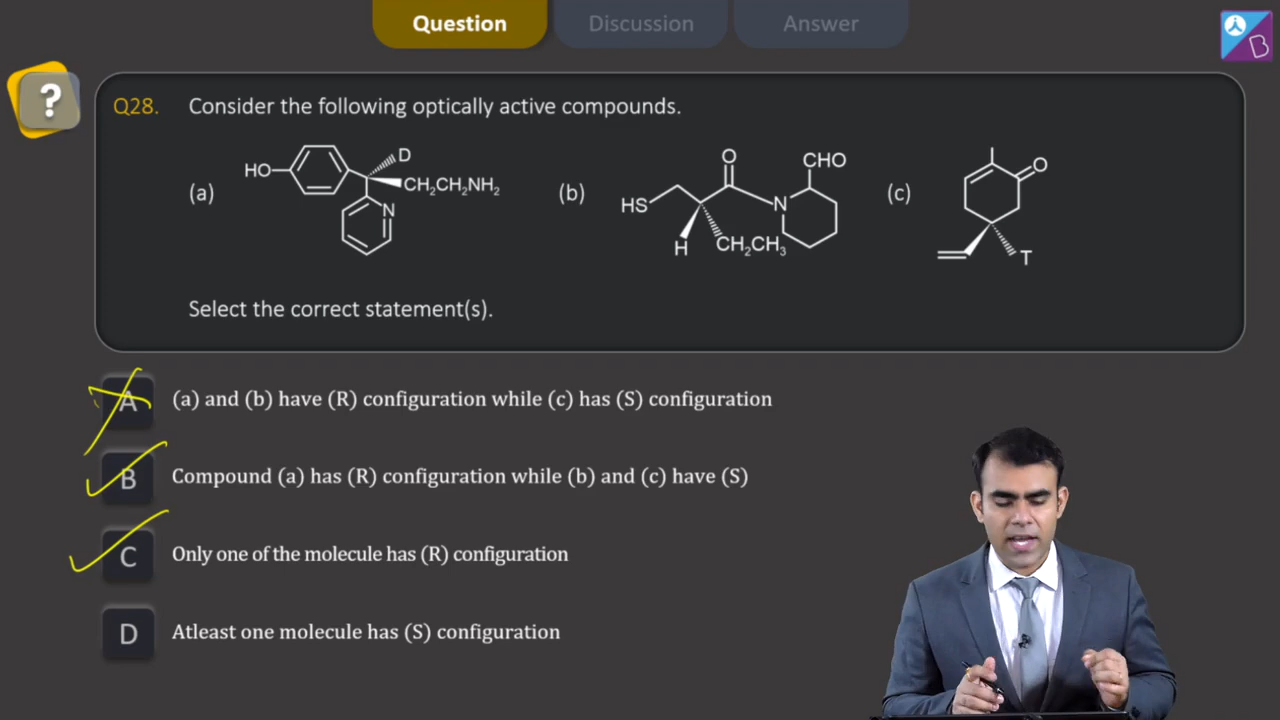 Question
Discussion
Answer
?
Q28. Consider the following optically active compounds.
(a) HO D CH₂CH₂NH₂ N
(b) HS O H CH₂CH₃ N CHO
(c) O T
Select the correct statement(s).
A (a) and (b) have (R) configuration while (c) has (S) configuration
B Compound (a) has (R) configuration while (b) and (c) have (S)
C Only one of the molecule has (R) configuration
D Atleast one molecule has (S) configuration
B